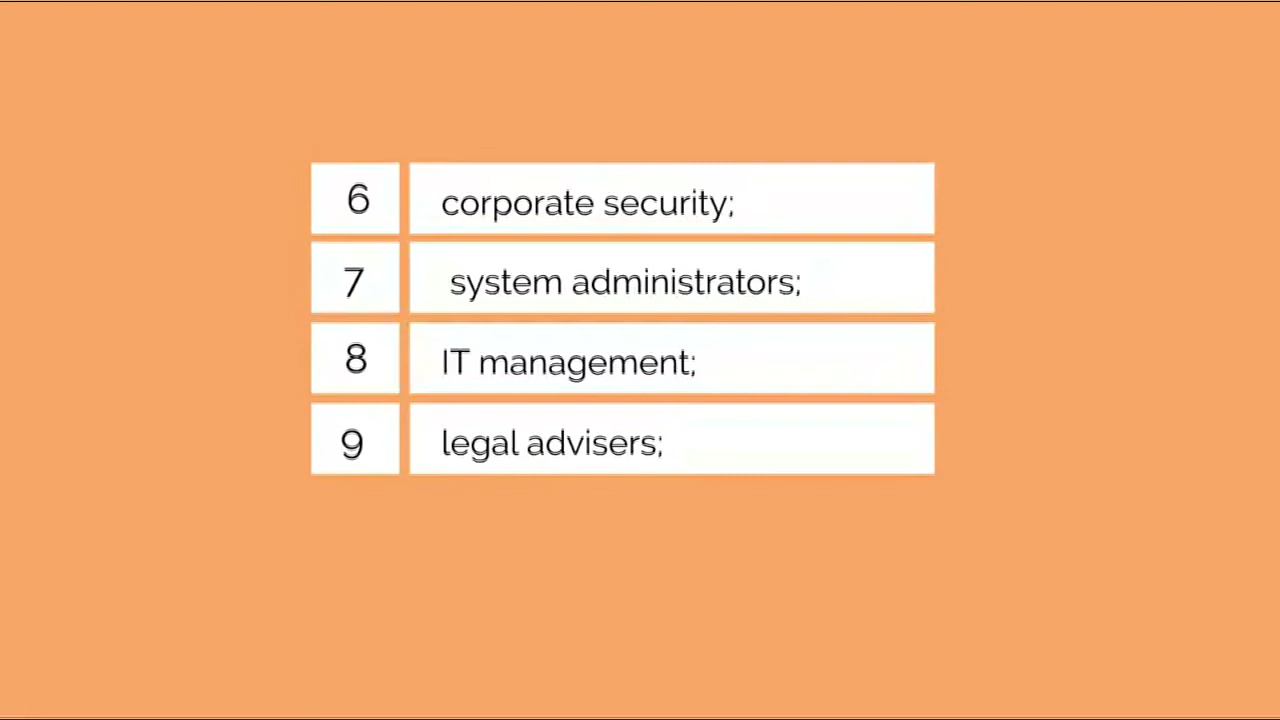 6 corporate security;
7 system administrators;
8 IT management;
9 legal advisers;